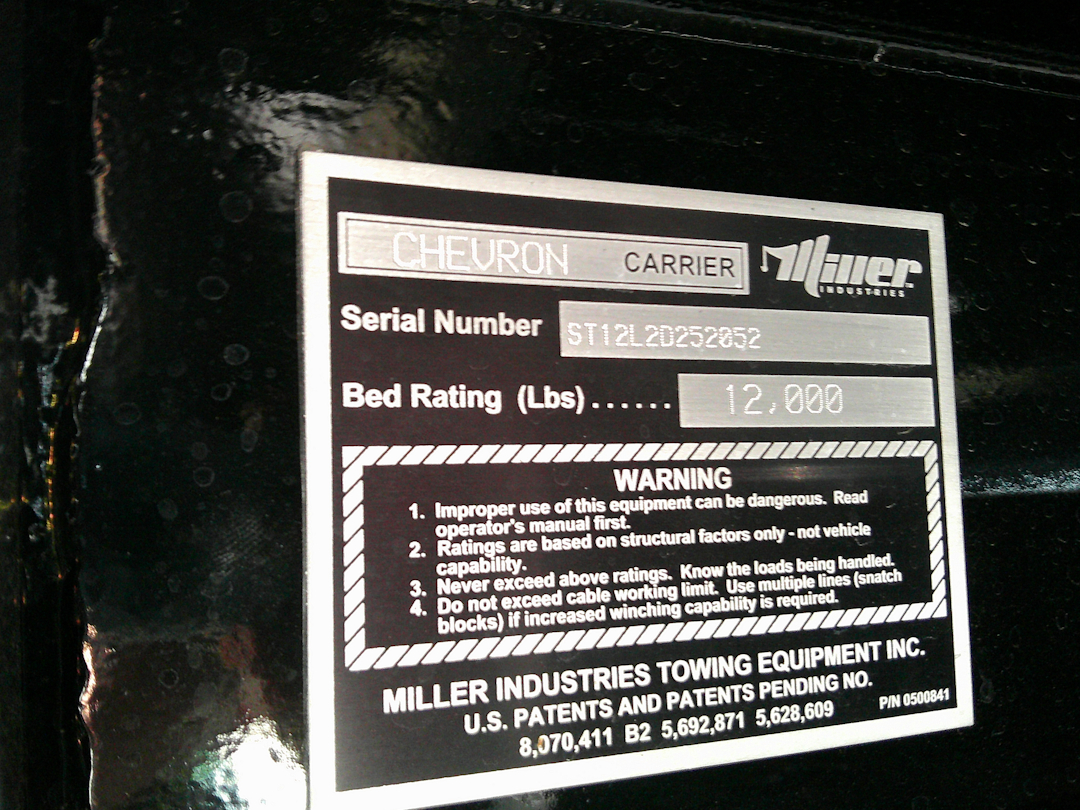 CHEVRON CARRIER
Miller
INDUSTRIES
Serial Number ST12L2D252052
Bed Rating (Lbs)...... 12,000
WARNING
1. Improper use of this equipment can be dangerous. Read
operator's manual first.
2. Ratings are based on structural factors only - not vehicle
capability.
3. Never exceed above ratings. Know the loads being handled.
4. Do not exceed cable working limit. Use multiple lines (snatch
blocks) if increased winching capability is required.
MILLER INDUSTRIES TOWING EQUIPMENT INC.
U.S. PATENTS AND PATENTS PENDING NO.
8,070,411 B2 5,692,871 5,628,609
P/N 0500841